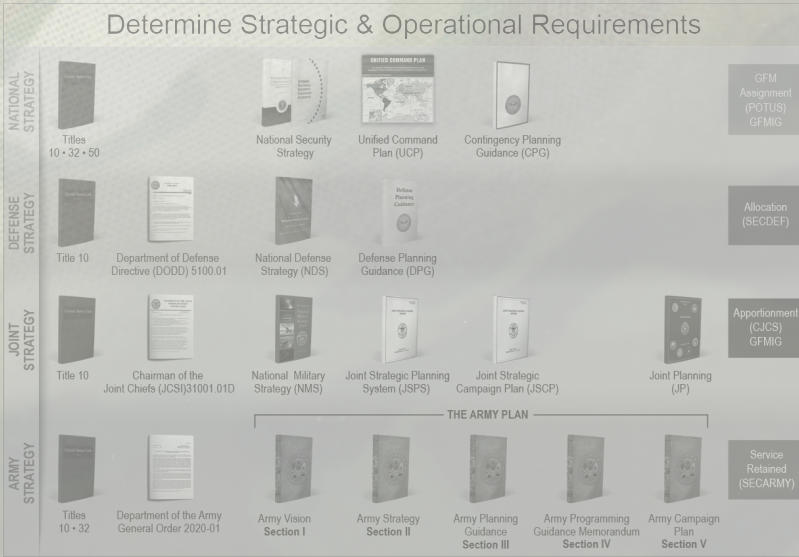 Determine Strategic & Operational Requirements
NATIONAL
STRATEGY
Titles
10 • 32 • 50
National Security
Strategy
UNIFIED COMMAND PLAN
Unified Command
Plan (UCP)
Contingency Planning
Guidance (CPG)
GFM
Assignment
(POTUS)
GFMIG
DEFENSE
STRATEGY
Title 10
Department of Defense
Directive (DODD) 5100.01
National Defense
Strategy (NDS)
Defense
Planning
Guidance
Defense Planning
Guidance (DPG)
Allocation
(SECDEF)
JOINT
STRATEGY
Title 10
Chairman of the
Joint Chiefs (JCSI)31001.01D
National Military
Strategy (NMS)
Joint Strategic Planning
System (JSPS)
Joint Strategic
Campaign Plan (JSCP)
Joint Planning
(JP)
Apportionment
(CJCS)
GFMIG
THE ARMY PLAN
ARMY
STRATEGY
Titles
10 • 32
Department of the Army
General Order 2020-01
Army Vision
Section I
Army Strategy
Section II
Army Planning
Guidance
Section III
Army Programming
Guidance Memorandum
Section IV
Army Campaign
Plan
Section V
Service
Retained
(SECARMY)